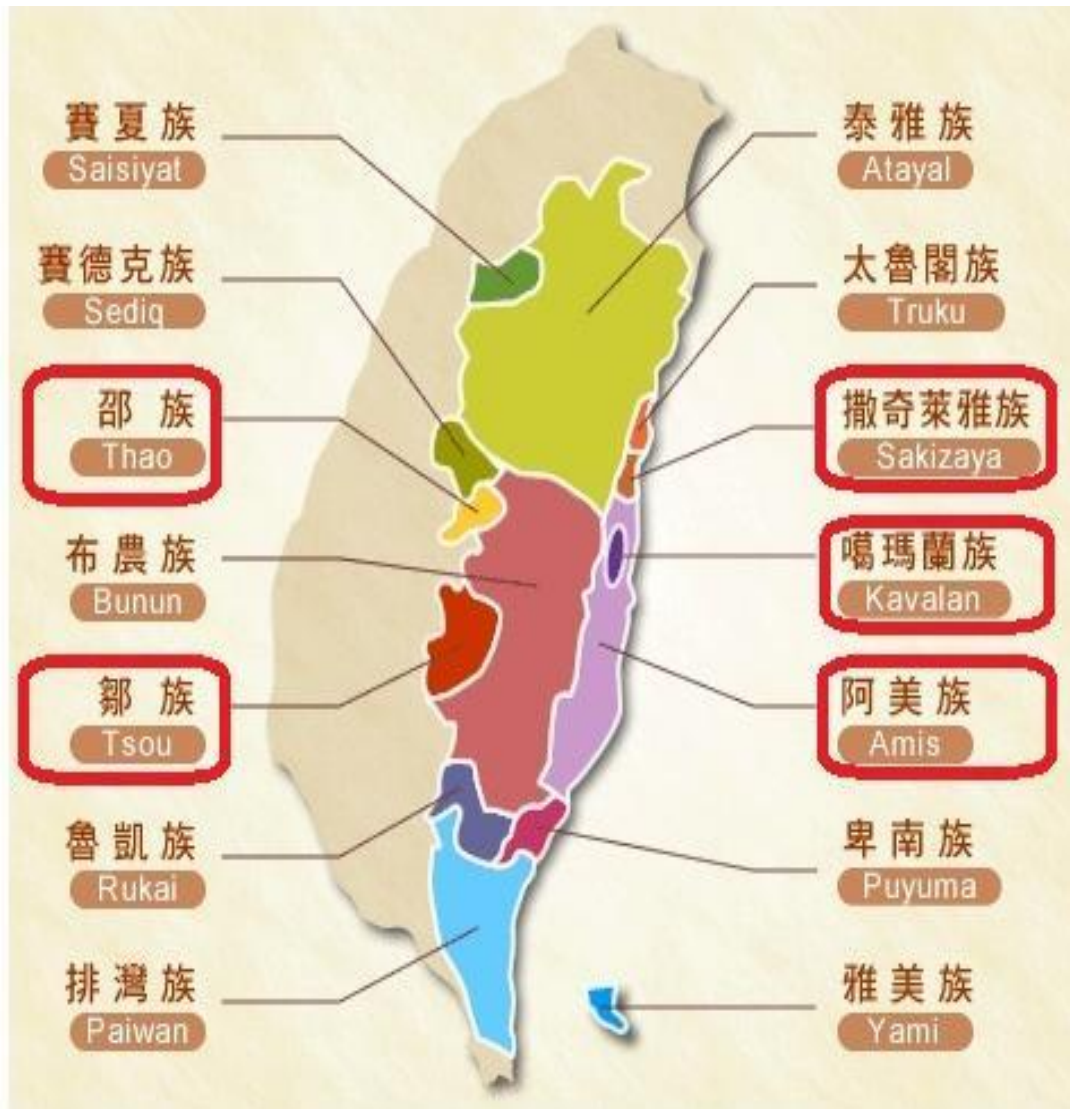 賽夏族
Saisiyat
賽德克族
Sediq
邵族
Thao
布農族
Bunun
鄒族
Tsou
魯凱族
Rukai
排灣族
Paiwan
泰雅族
Atayal
太魯閣族
Truku
撒奇萊雅族
Sakizaya
噶瑪蘭族
Kavalan
阿美族
Amis
卑南族
Puyuma
雅美族
Yami